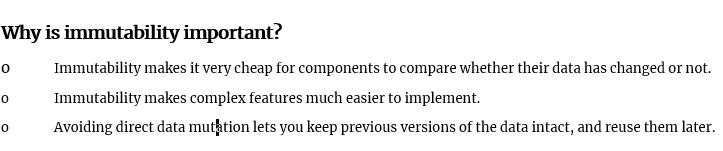 Why is immutability important?
o Immutability makes it very cheap for components to compare whether their data has changed or not.
o Immutability makes complex features much easier to implement.
o Avoiding direct data mutation lets you keep previous versions of the data intact, and reuse them later.